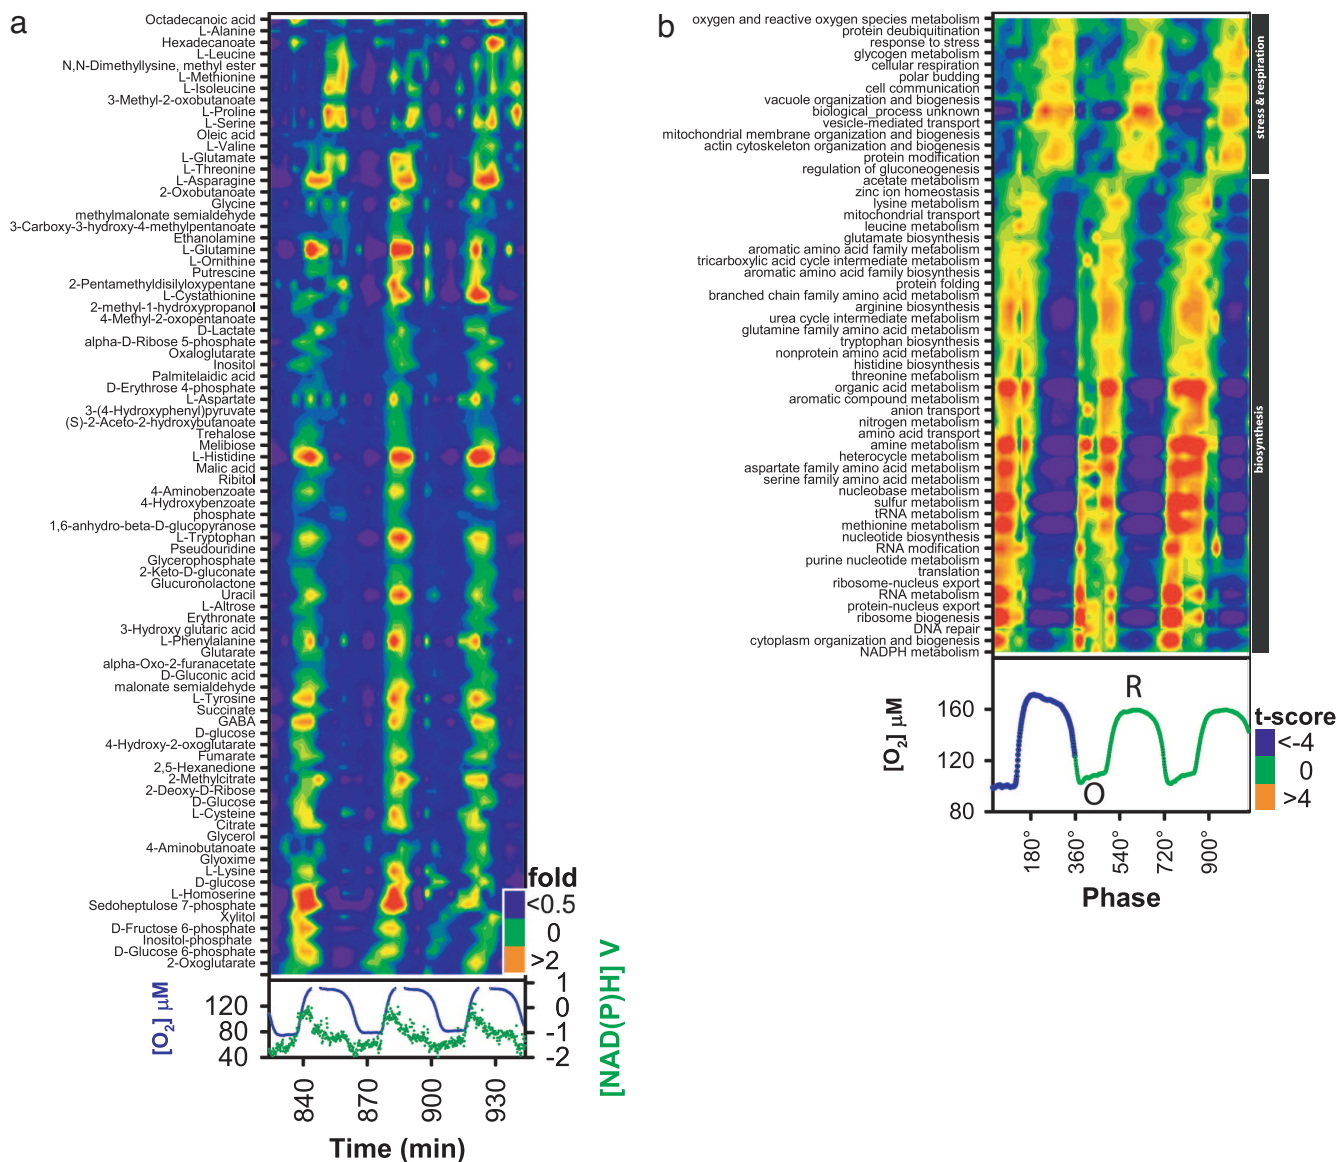 a
Octadecanoic acid
L-Alanine
Hexadecanoate
L-Leucine
N,N-Dimethyllysine, methyl ester
L-Methionine
L-Isoleucine
3-Methyl-2-oxobutanoate
L-Proline
L-Serine
Oleic acid
L-Valine
L-Glutamate
L-Threonine
L-Asparagine
2-Oxobutanoate
Glycine
methylmalonate semialdehyde
3-Carboxy-3-hydroxy-4-methylpentanoate
Ethanolamine
L-Glutamine
L-Ornithine
Putrescine
2-Pentamethyldisilyloxypentane
L-Cystathionine
2-methyl-1-hydroxypropanol
4-Methyl-2-oxopentanoate
D-Lactate
alpha-D-Ribose 5-phosphate
Oxaloglutarate
Inositol
Palmitelaidic acid
D-Erythrose 4-phosphate
L-Aspartate
3-(4-Hydroxyphenyl)pyruvate
(S)-2-Aceto-2-hydroxybutanoate
Trehalose
Melibiose
L-Histidine
Malic acid
Ribitol
4-Aminobenzoate
4-Hydroxybenzoate
phosphate
1,6-anhydro-beta-D-glucopyranose
L-Tryptophan
Pseudouridine
Glycerophosphate
2-Keto-D-gluconate
Glucuronolactone
Uracil
L-Altrose
Erythronate
3-Hydroxy glutaric acid
L-Phenylalanine
Glutarate
alpha-Oxo-2-furanacetate
D-Gluconic acid
malonate semialdehyde
L-Tyrosine
Succinate
GABA
D-glucose
4-Hydroxy-2-oxoglutarate
Fumarate
2,5-Hexanedione
2-Methylcitrate
2-Deoxy-D-Ribose
D-Glucose
L-Cysteine
Citrate
Glycerol
4-Aminobutanoate
Glyoxime
L-Lysine
D-glucose
L-Homoserine
Sedoheptulose 7-phosphate
Xylitol
D-Fructose 6-phosphate
Inositol-phosphate
D-Glucose 6-phosphate
2-Oxoglutarate
fold
<0.5
0
>2
[O2] µM
120
80
40
1
0
-1
-2
[NAD(P)H] V
840
870
900
930
Time (min)
b
oxygen and reactive oxygen species metabolism
protein deubiquitination
response to stress
glycogen metabolism
cellular respiration
polar budding
cell communication
vacuole organization and biogenesis
biological_process unknown
vesicle-mediated transport
mitochondrial membrane organization and biogenesis
actin cytoskeleton organization and biogenesis
protein modification
regulation of gluconeogenesis
acetate metabolism
zinc ion homeostasis
lysine metabolism
mitochondrial transport
leucine metabolism
glutamate biosynthesis
aromatic amino acid family metabolism
tricarboxylic acid cycle intermediate metabolism
aromatic amino acid family biosynthesis
protein folding
branched chain family amino acid metabolism
arginine biosynthesis
urea cycle intermediate metabolism
glutamine family amino acid metabolism
tryptophan biosynthesis
nonprotein amino acid metabolism
histidine biosynthesis
threonine metabolism
organic acid metabolism
aromatic compound metabolism
anion transport
nitrogen metabolism
amino acid transport
amine metabolism
heterocycle metabolism
aspartate family amino acid metabolism
serine family amino acid metabolism
nucleobase metabolism
sulfur metabolism
tRNA metabolism
methionine metabolism
nucleotide biosynthesis
RNA modification
purine nucleotide metabolism
translation
ribosome-nucleus export
RNA metabolism
protein-nucleus export
ribosome biogenesis
DNA repair
cytoplasm organization and biogenesis
NADPH metabolism
stress & respiration
biosynthesis
[O2] µM
160
120
80
R
O
t-score
<-4
0
>4
180°
360°
540°
720°
900°
Phase